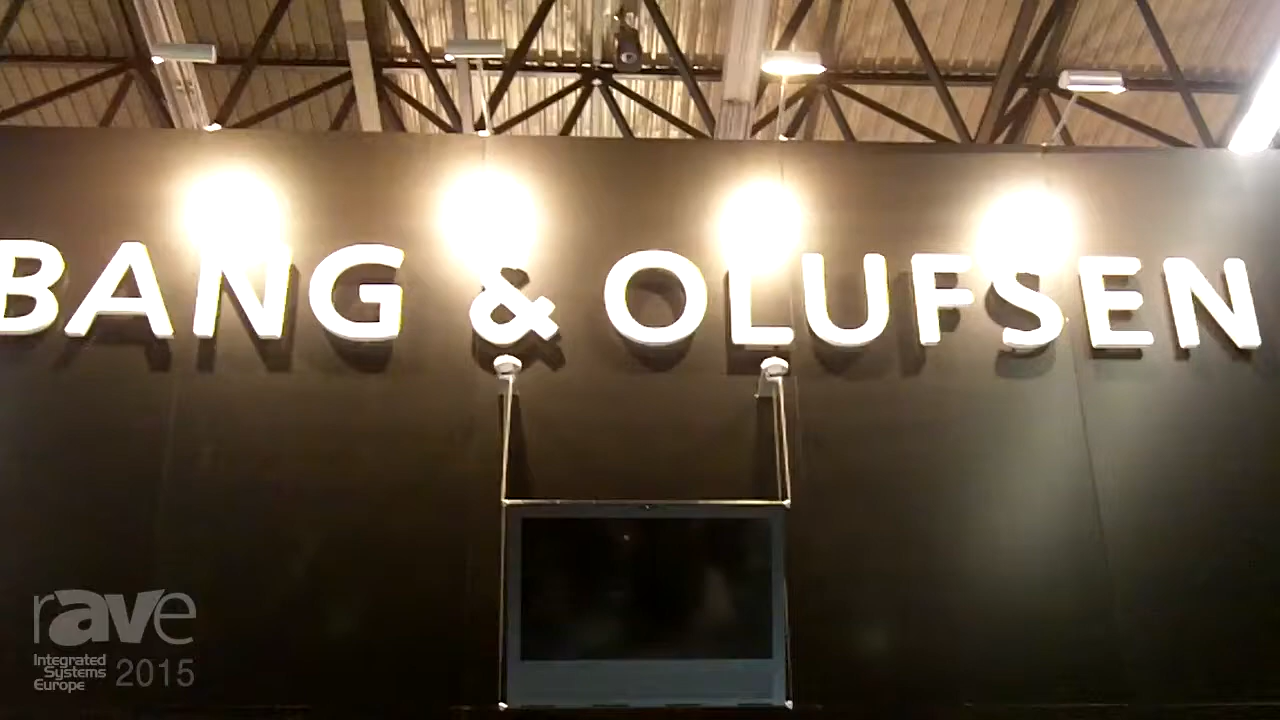 BANG & OLUFSEN
rave
Integrated
Systems
Europe
2015